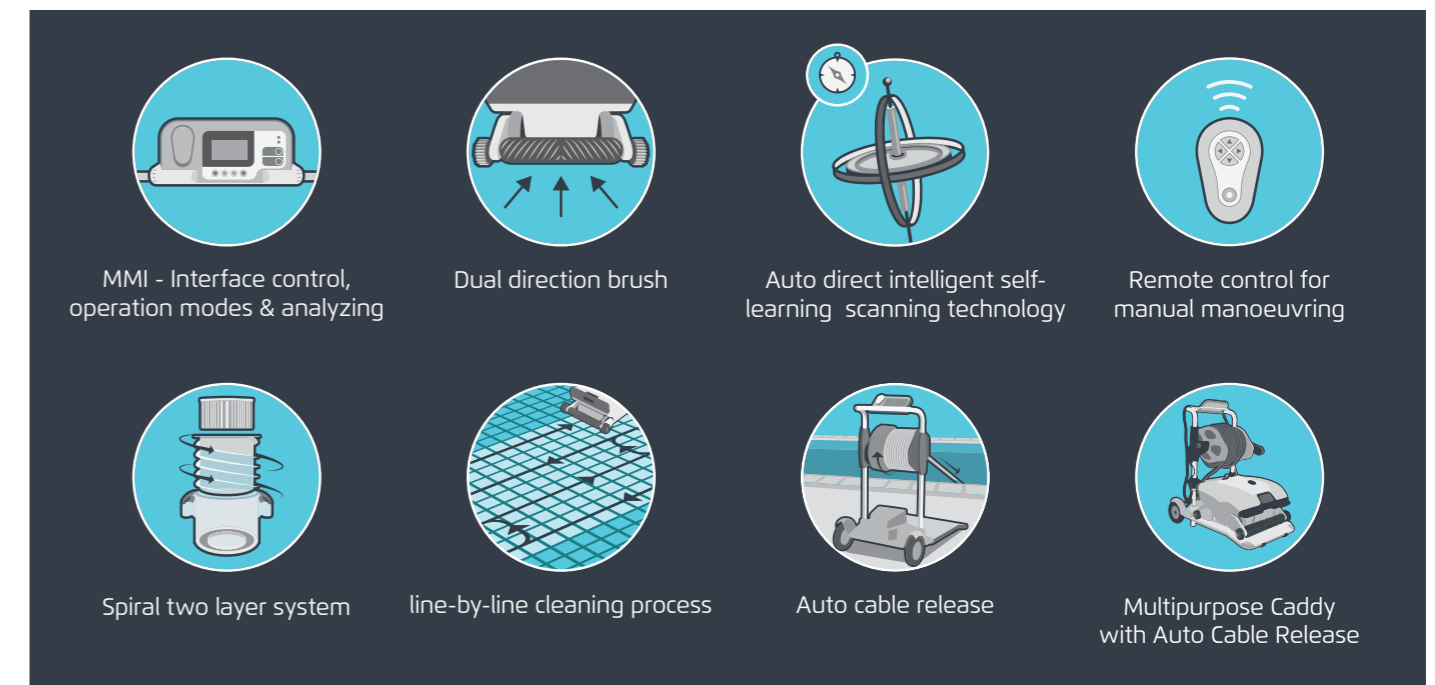 MMI - Interface control,
operation modes & analyzing
Dual direction brush
Auto direct intelligent self-
learning  scanning technology
Remote control for
manual manoeuvring
Spiral two layer system
line-by-line cleaning process
Auto cable release
Multipurpose Caddy
with Auto Cable Release